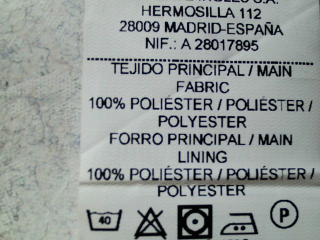 HERMOSILLA 112
28009 MADRID-ESPAÑA
NIF.: A 28017895
TEJIDO PRINCIPAL / MAIN
FABRIC
100% POLIÉSTER / POLIÉSTER /
POLYESTER
FORRO PRINCIPAL / MAIN
LINING
100% POLIÉSTER / POLIÉSTER /
POLYESTER
40 P